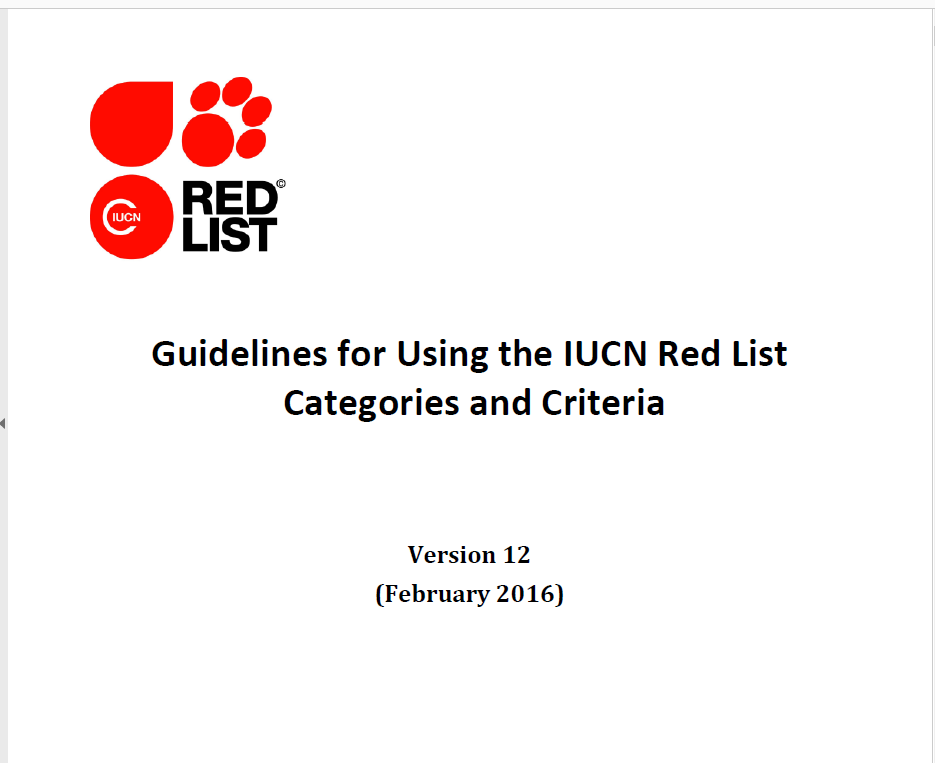 IUCN
RED©
LIST
Guidelines for Using the IUCN Red List
Categories and Criteria
Version 12
(February 2016)